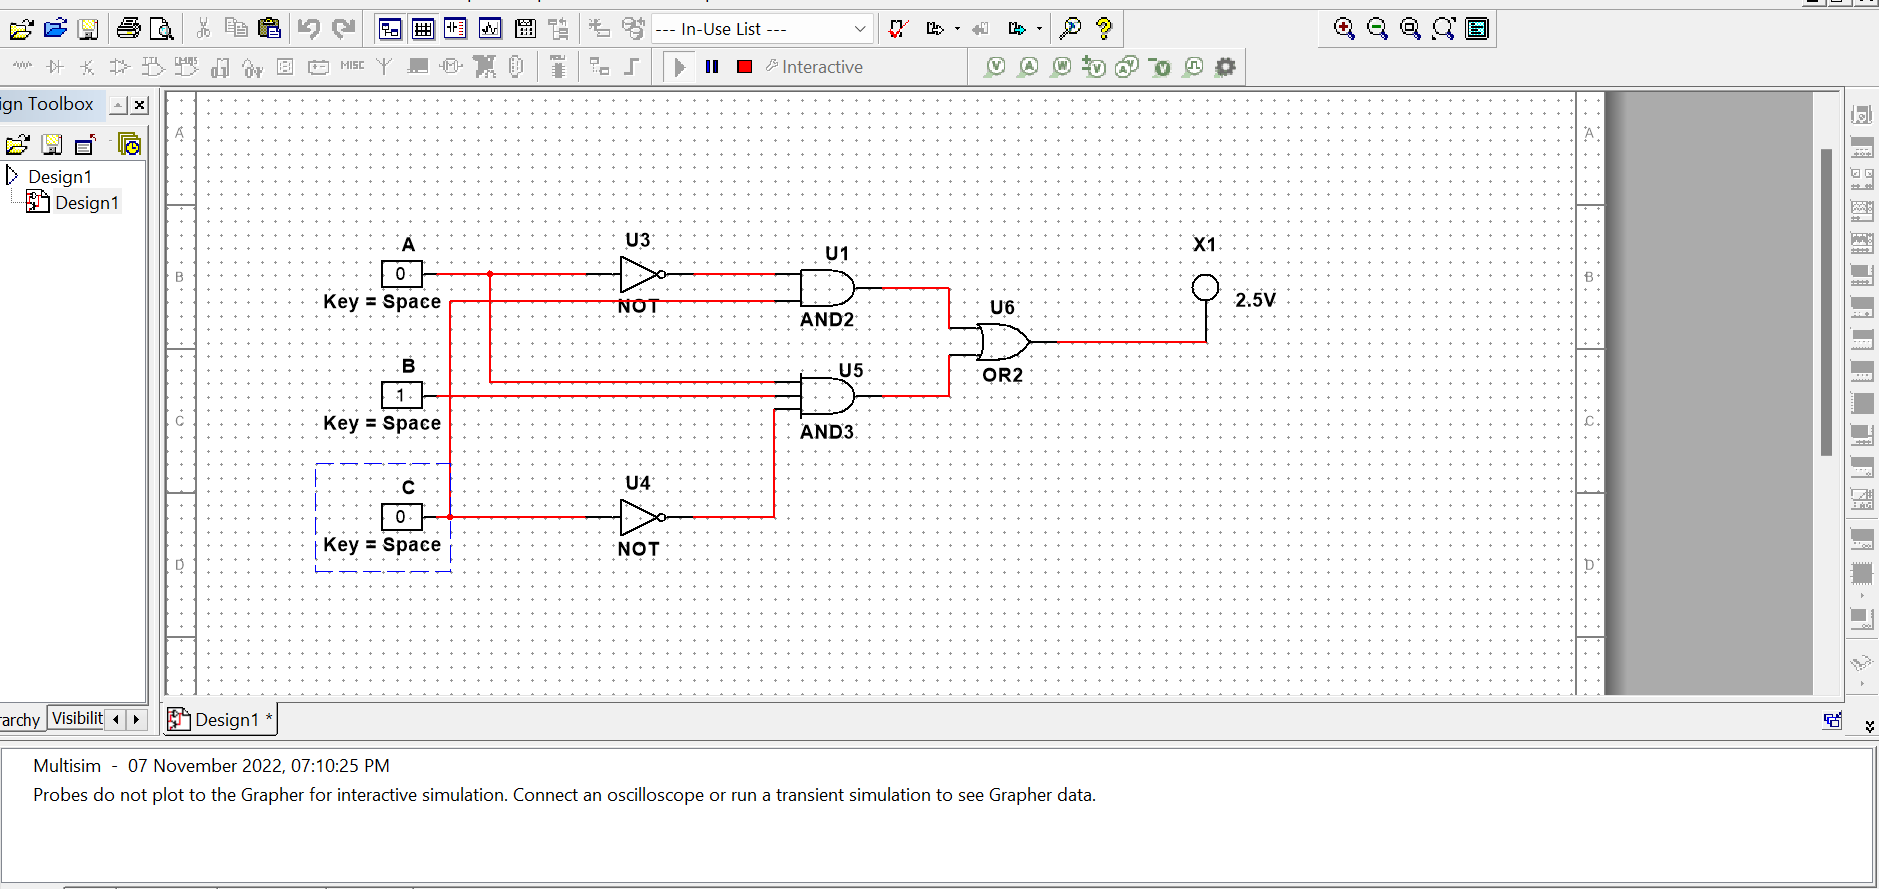 --- In-Use List ---
MISC
Interactive
ign Toolbox
Design1
Design1
A
A
B
B
C
C
D
D
A
0
Key = Space
U3
NOT
U1
AND2
X1
2.5V
U6
OR2
B
1
Key = Space
U5
AND3
C
0
Key = Space
U4
NOT
rarchy
Visibilit
Design1 *
Multisim - 07 November 2022, 07:10:25 PM
Probes do not plot to the Grapher for interactive simulation. Connect an oscilloscope or run a transient simulation to see Grapher data.